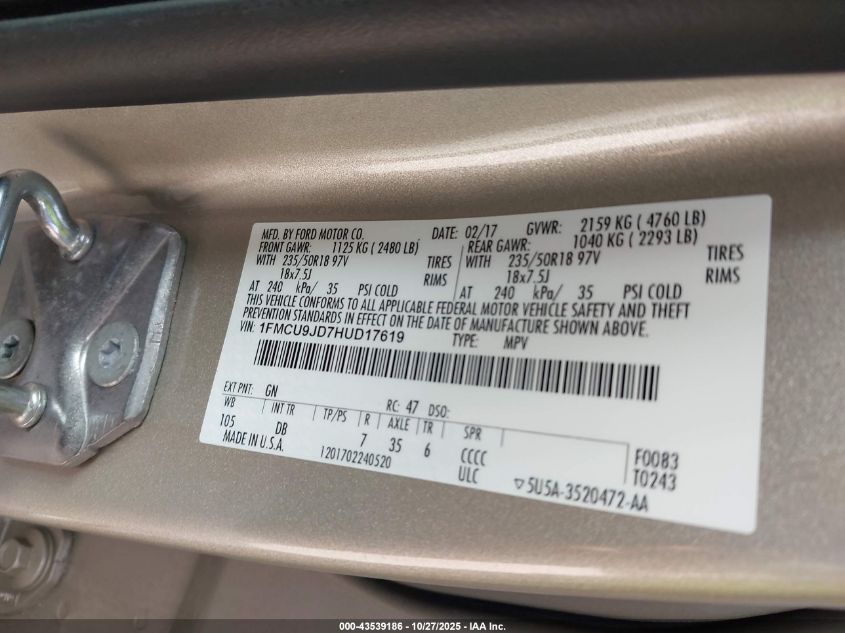 MFD. BY FORD MOTOR CO. DATE: 02/17 GVWR: 2159 KG ( 4760 LB)
FRONT GAWR: 1125 KG ( 2480 LB) REAR GAWR: 1040 KG ( 2293 LB)
WITH 235/50R18 97V TIRES WITH 235/50R18 97V TIRES
18x7.5J RIMS 18x7.5J RIMS
AT 240 kPa/ 35 PSI COLD AT 240 kPa/ 35 PSI COLD
THIS VEHICLE CONFORMS TO ALL APPLICABLE FEDERAL MOTOR VEHICLE SAFETY AND THEFT
PREVENTION STANDARDS IN EFFECT ON THE DATE OF MANUFACTURE SHOWN ABOVE.
VIN: 1FMCU9JD7HUD17619 TYPE: MPV
EXT PNT: GN RC: 47 DSO:
WB INT TR TP/PS R AXLE TR SPR
105 DB 7 35 6 CCCC F0083
MADE IN U.S.A. 120170224052​0 ULC T0243
▽5U5A-3520472-AA
000-43539186 - 10/27/2025 - IAA Inc.